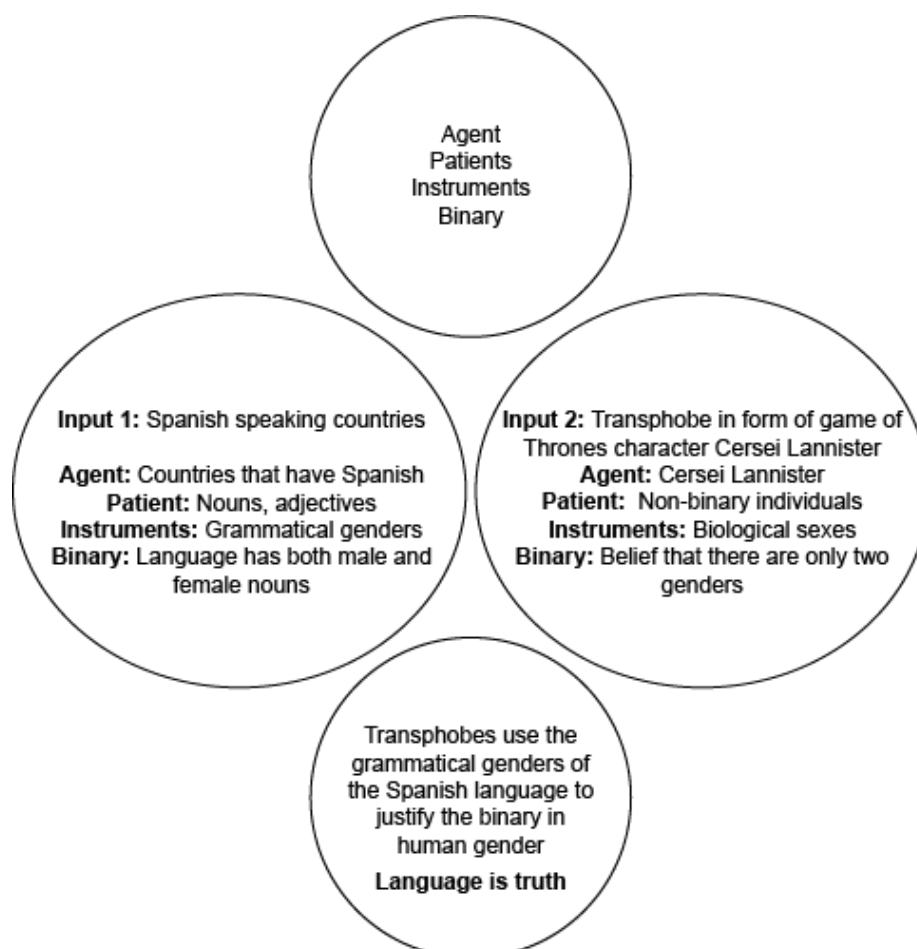 Agent
Patients
Instruments
Binary
Input 1: Spanish speaking countries
Agent: Countries that have Spanish
Patient: Nouns, adjectives
Instruments: Grammatical genders
Binary: Language has both male and
female nouns
Input 2: Transphobe in form of game of
Thrones character Cersei Lannister
Agent: Cersei Lannister
Patient: Non-binary individuals
Instruments: Biological sexes
Binary: Belief that there are only two
genders
Transphobes use the
grammatical genders of
the Spanish language to
justify the binary in
human gender
Language is truth